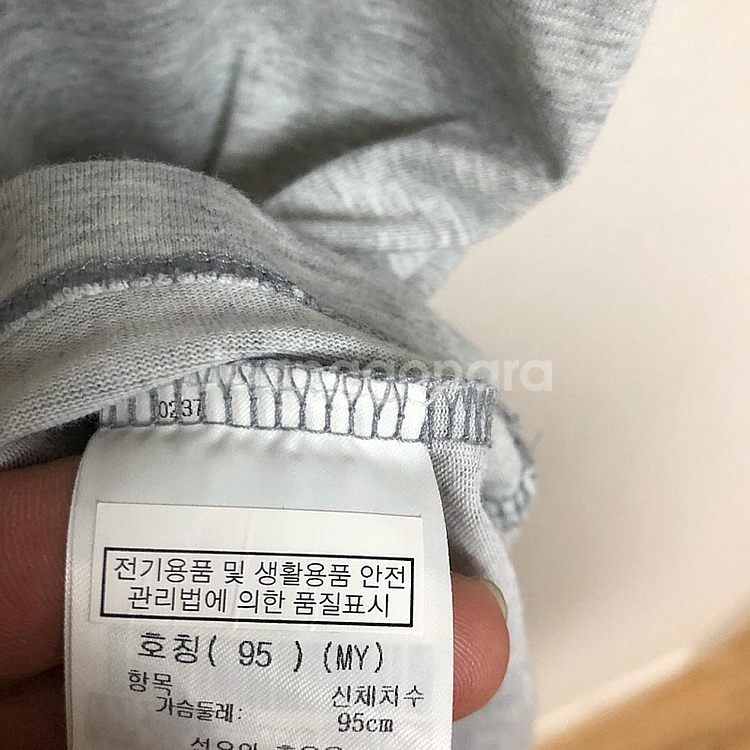 0237
전기용품 및 생활용품 안전
관리법에 의한 품질표시
호칭( 95 ) (MY)
항목
신체치수
가슴둘레:
95cm